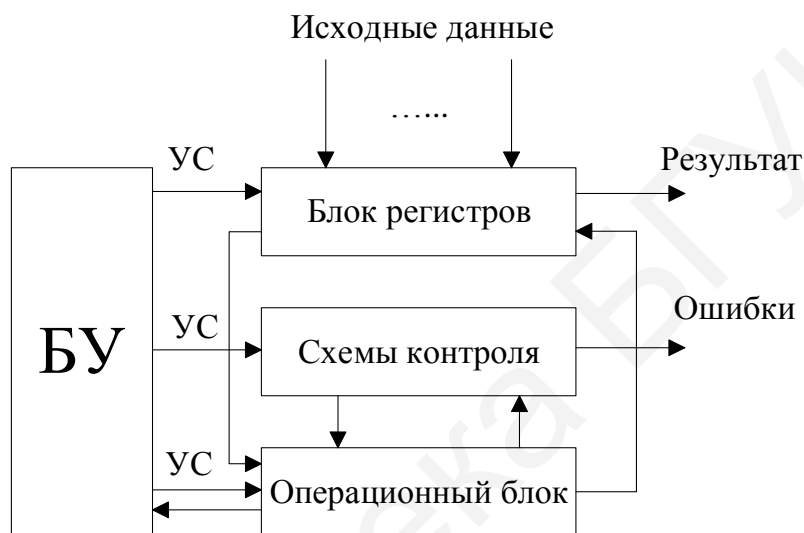 Исходные данные
…...
УС
Результат
Блок регистров
БУ
УС
Ошибки
Схемы контроля
УС
Операционный блок